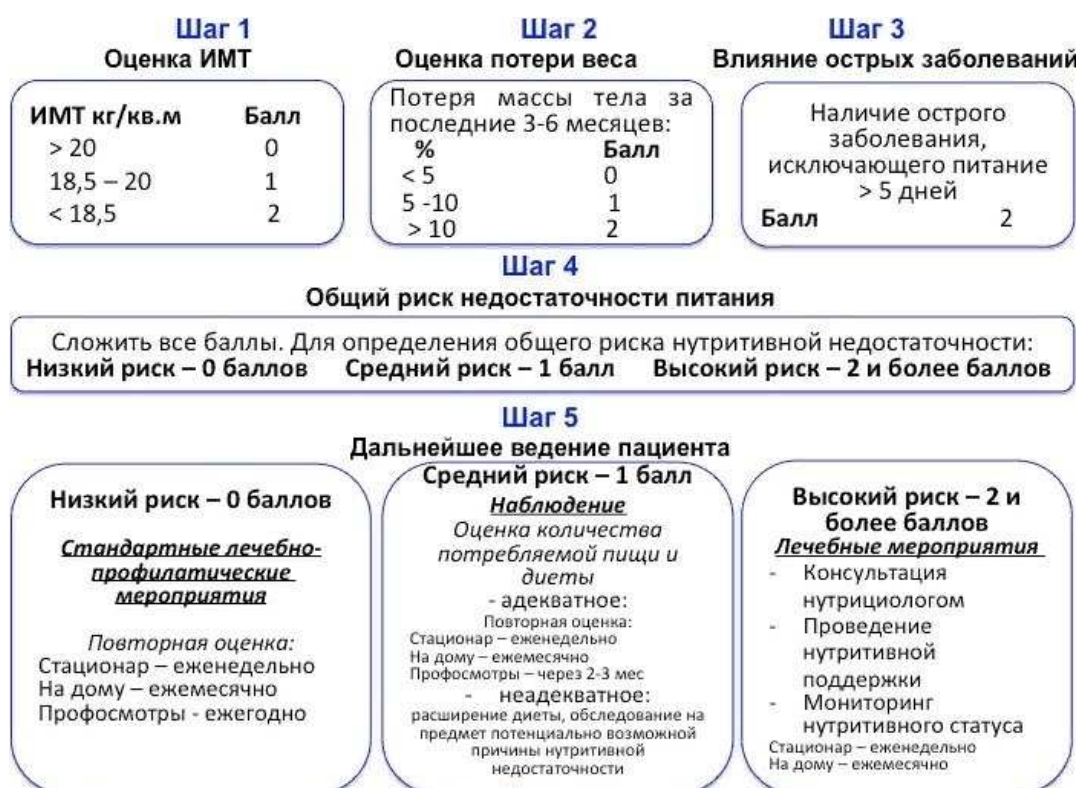 Шаг 1
Оценка ИМТ
ИМТ кг/кв.м Балл
> 20 0
18,5 – 20 1
< 18,5 2
Шаг 2
Оценка потери веса
Потеря массы тела за
последние 3-6 месяцев:
% Балл
< 5 0
5 -10 1
> 10 2
Шаг 3
Влияние острых заболеваний
Наличие острого
заболевания,
исключающего питание
> 5 дней
Балл 2
Шаг 4
Общий риск недостаточности питания
Сложить все баллы. Для определения общего риска нутритивной недостаточности:
Низкий риск – 0 баллов Средний риск – 1 балл Высокий риск – 2 и более баллов
Шаг 5
Дальнейшее ведение пациента
Низкий риск – 0 баллов
Стандартные лечебно-
профилатические
мероприятия
Повторная оценка:
Стационар – еженедельно
На дому – ежемесячно
Профосмотры - ежегодно
Средний риск – 1 балл
Наблюдение
Оценка количества
потребляемой пищи и
диеты
- адекватное:
Повторная оценка:
Стационар – еженедельно
На дому – ежемесячно
Профосмотры – через 2-3 мес
- неадекватное:
расширение диеты, обследование на
предмет потенциально возможной
причины нутритивной
недостаточности
Высокий риск – 2 и
более баллов
Лечебные мероприятия
- Консультация
нутрициологом
- Проведение
нутритивной
поддержки
- Мониторинг
нутритивного статуса
Стационар – еженедельно
На дому – ежемесячно